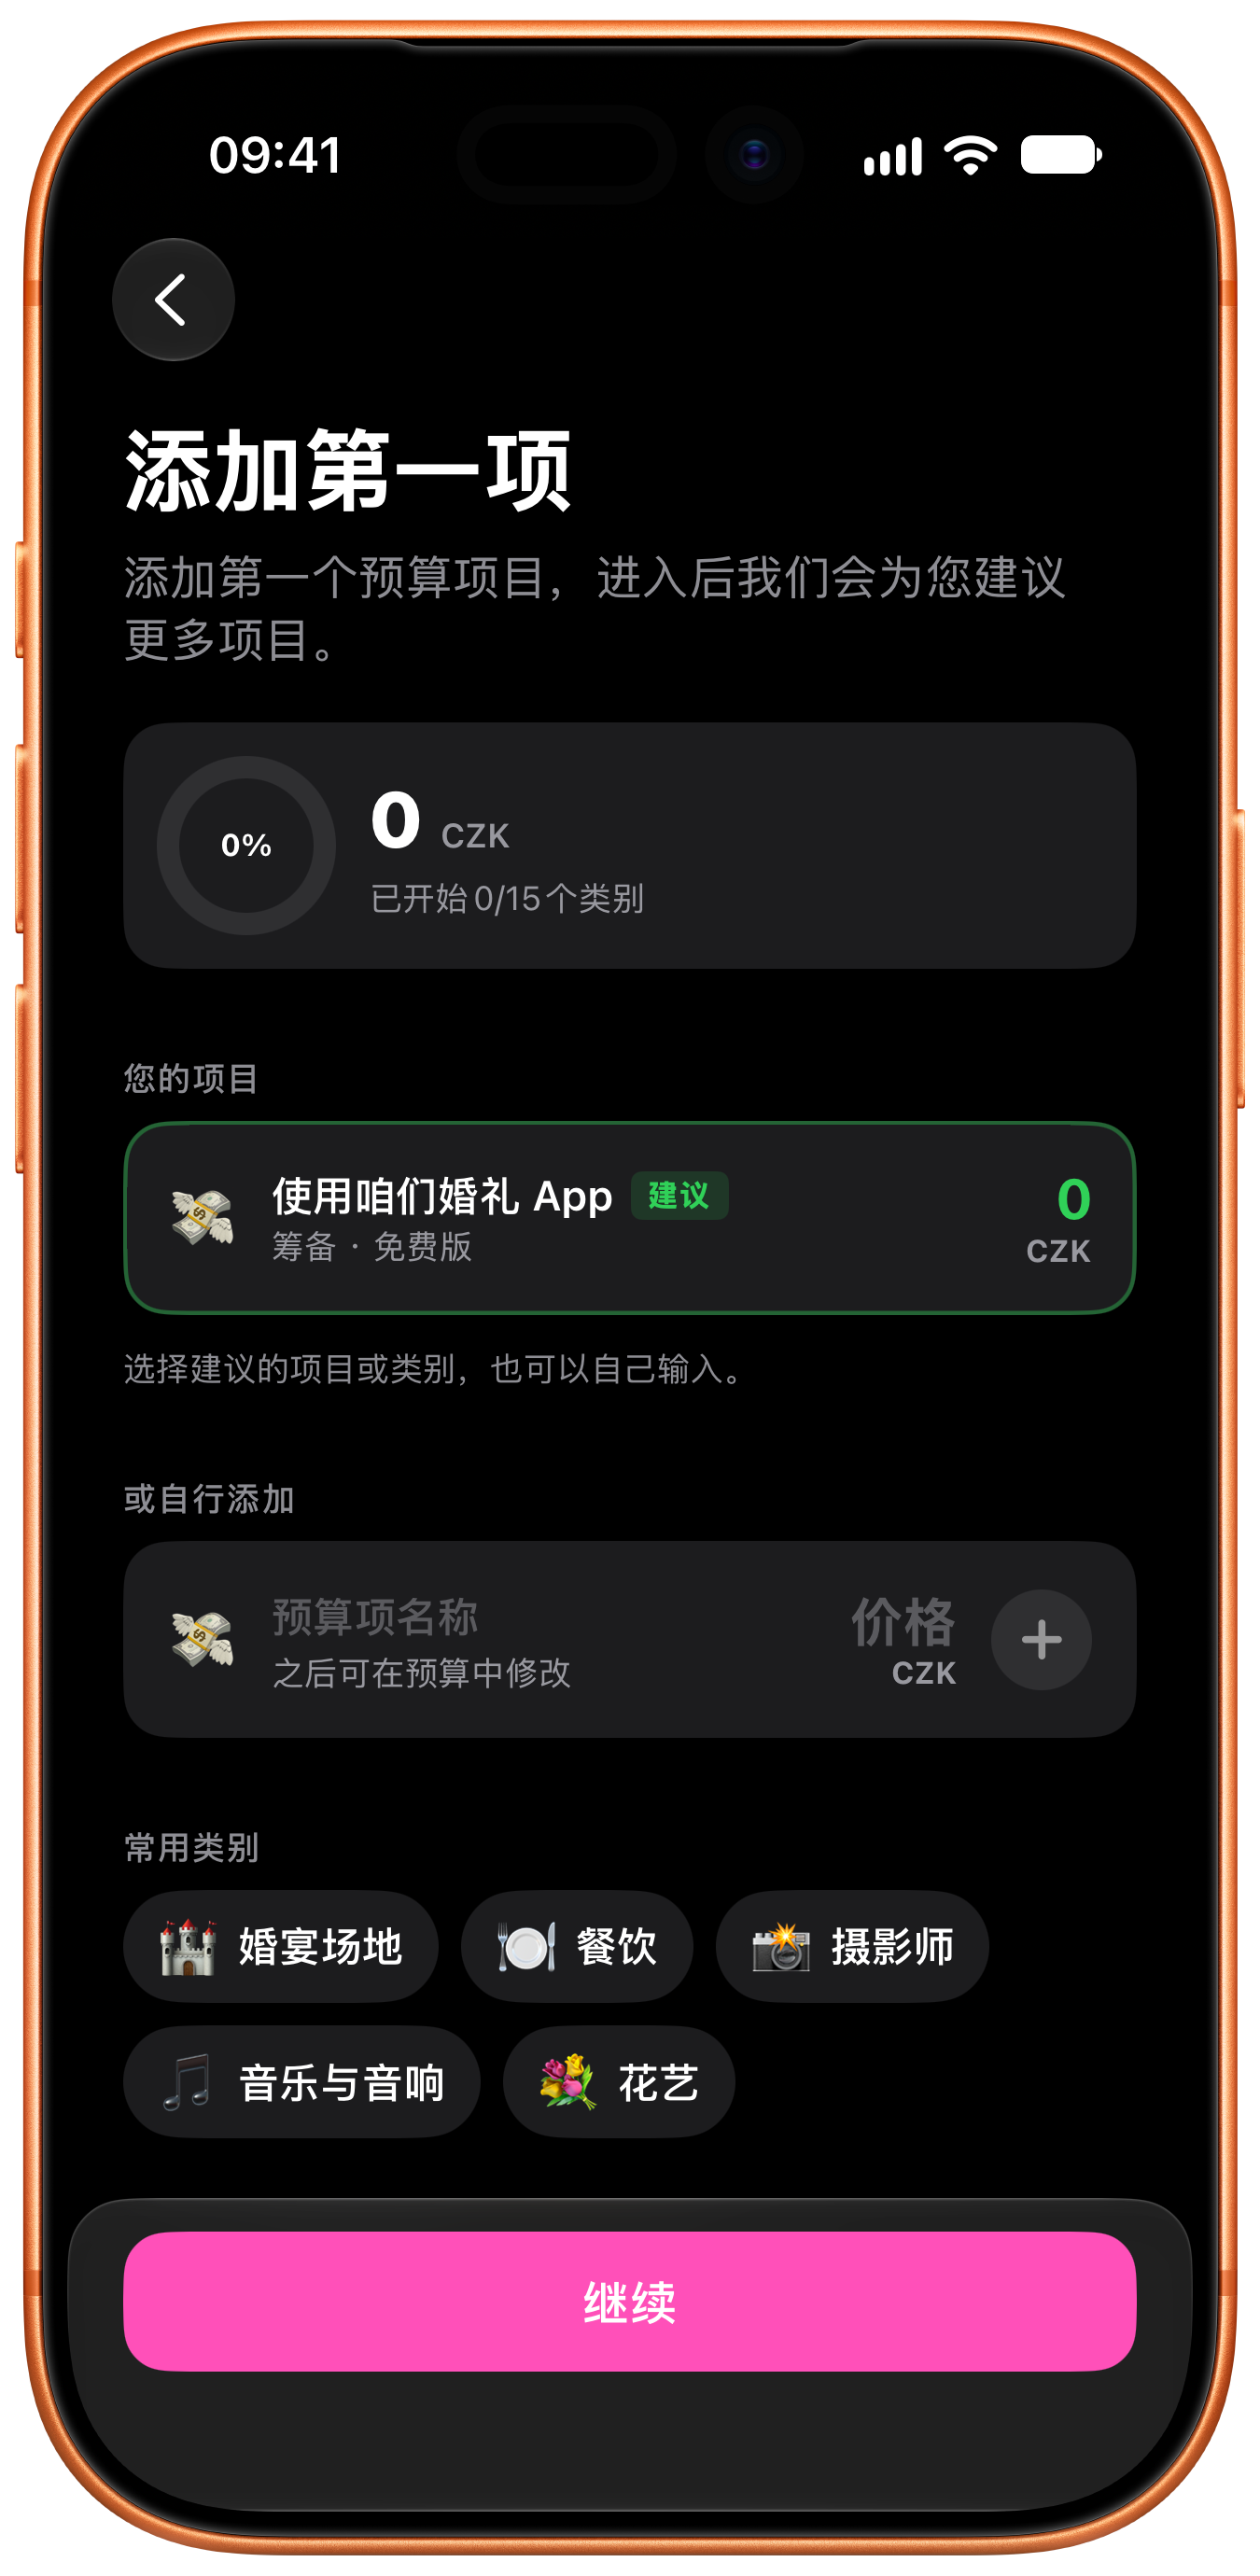 09:41
添加第一项
添加第一个预算项目，进入后我们会为您建议
更多项目。
0%
0 CZK
已开始 0/15 个类别
您的项目
使用咱们婚礼 App 建议
0
筹备 · 免费版
CZK
选择建议的项目或类别，也可以自己输入。
或自行添加
预算项名称
价格
之后可在预算中修改
CZK
常用类别
婚宴场地
餐饮
摄影师
音乐与音响
花艺
继续